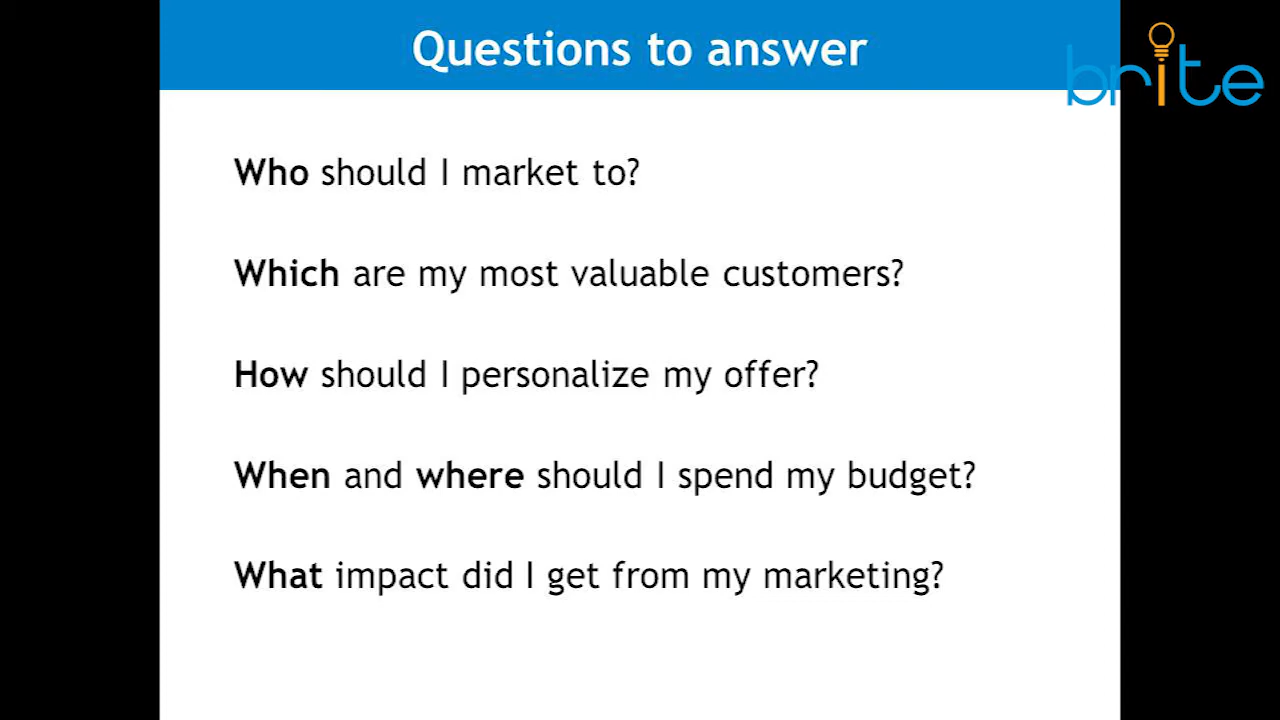 Questions to answer
brite
Who should I market to?
Which are my most valuable customers?
How should I personalize my offer?
When and where should I spend my budget?
What impact did I get from my marketing?